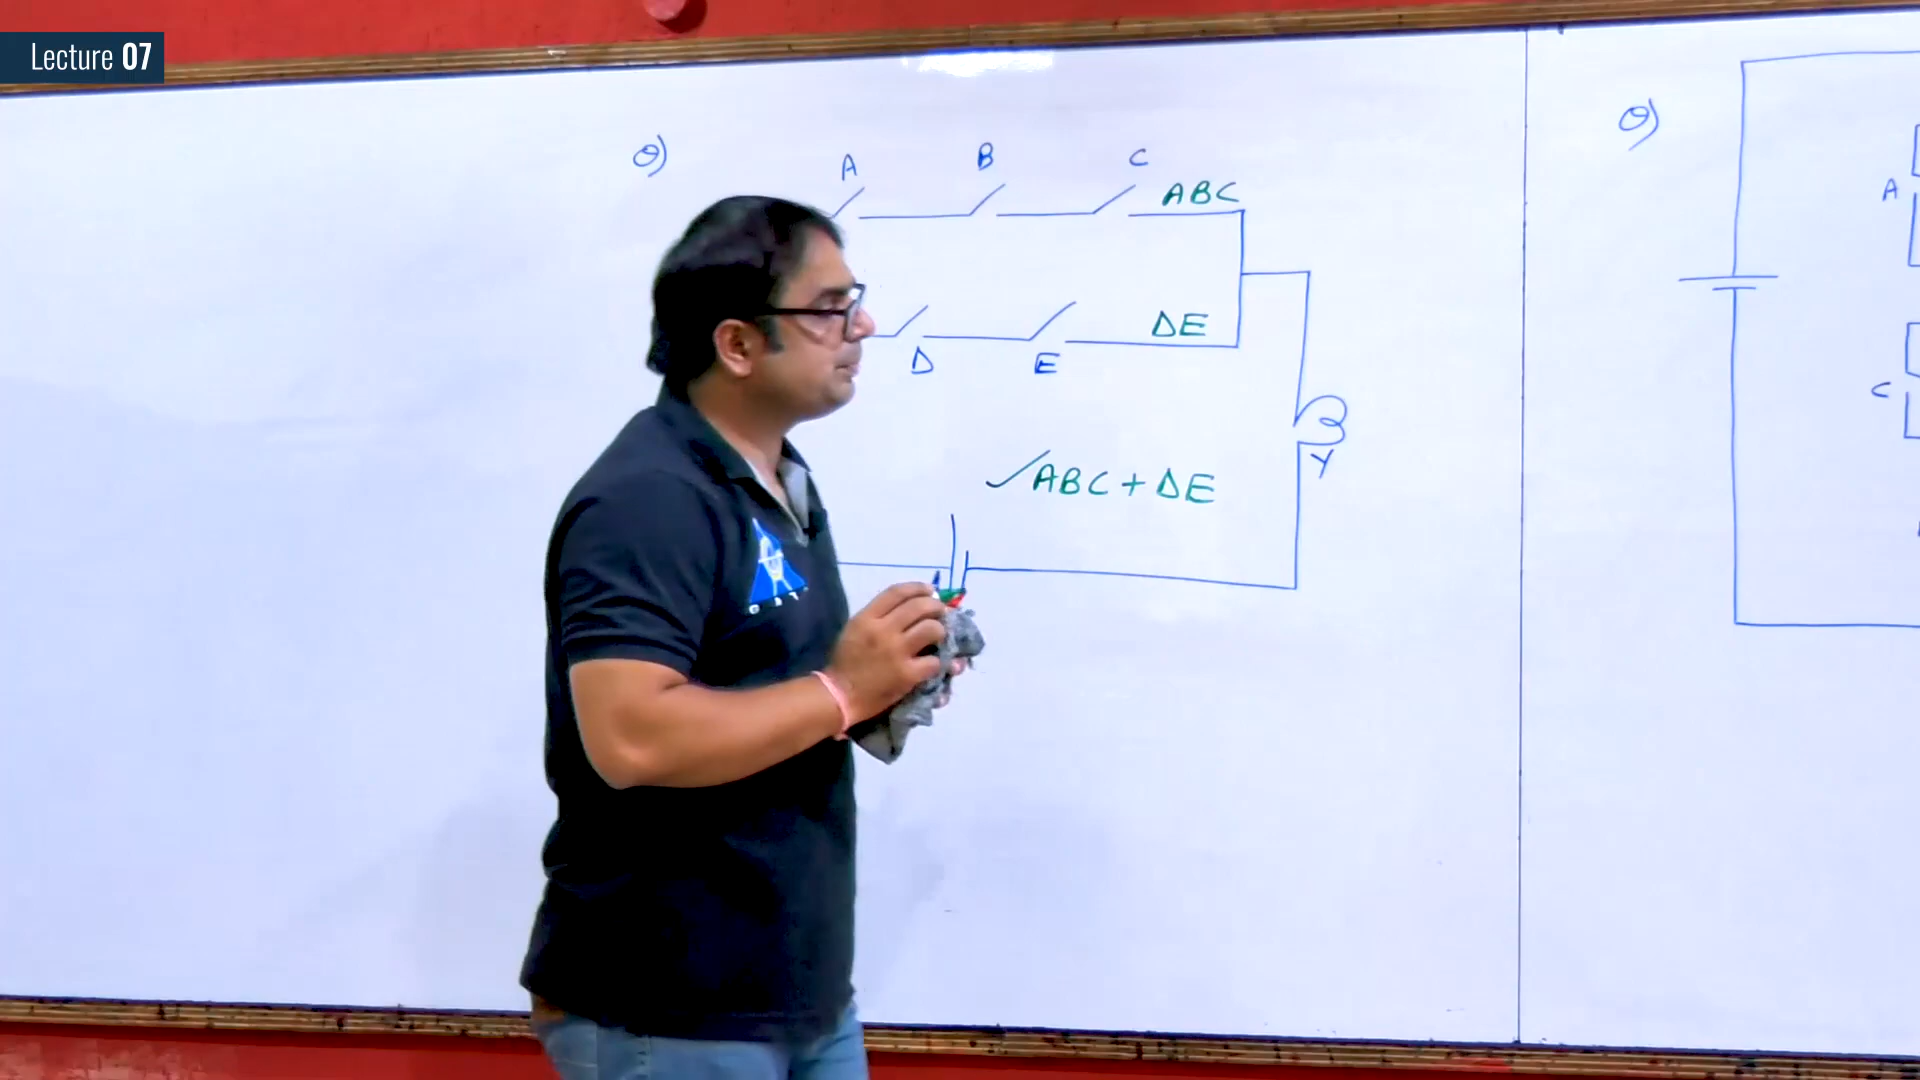 Lecture 07
Q)
A B C
ABC
DE
D E
Y
✓ABC + DE
Q)
A
C